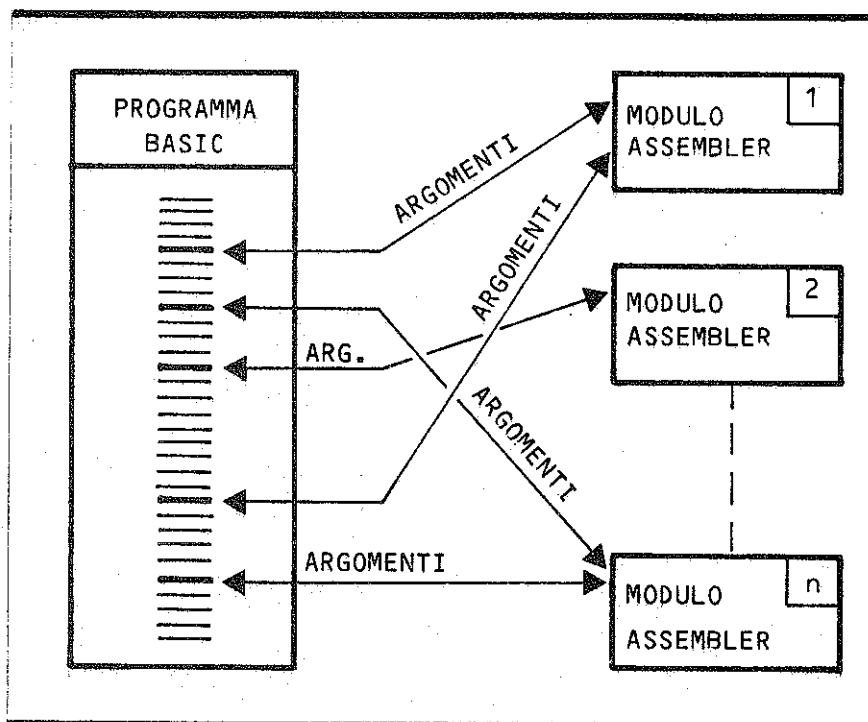 PROGRAMMA
BASIC
ARGOMENTI
ARGOMENTI
ARG.
ARGOMENTI
ARGOMENTI
1
MODULO
ASSEMBLER
2
MODULO
ASSEMBLER
n
MODULO
ASSEMBLER